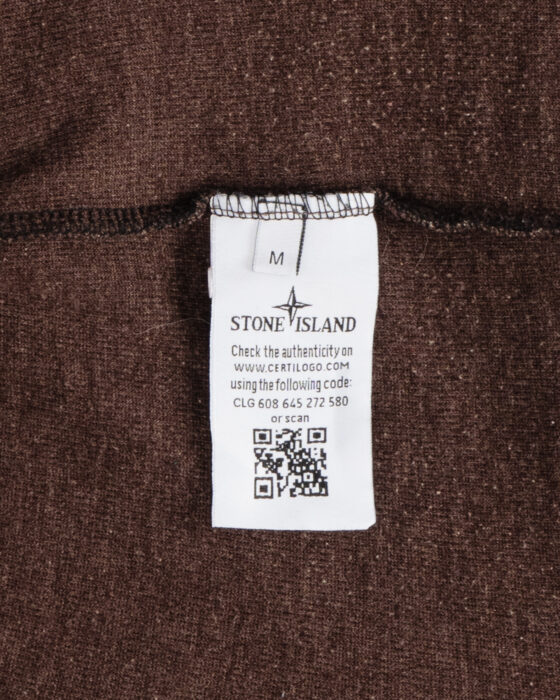 M
STONE ISLAND
Check the authenticity on
WWW.CERTILOGO.COM
using the following code:
CLG 608 645 272 580
or scan